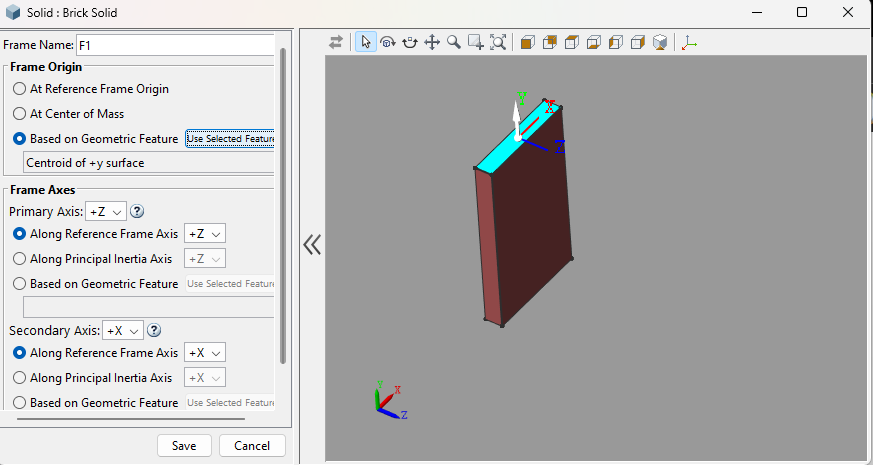 Solid : Brick Solid
Frame Name: F1
Frame Origin
At Reference Frame Origin
At Center of Mass
Based on Geometric Feature Use Selected Feature
Centroid of +y surface
Frame Axes
Primary Axis: +Z ?
Along Reference Frame Axis +Z
Along Principal Inertia Axis +Z
Based on Geometric Feature Use Selected Feature
Secondary Axis: +X ?
Along Reference Frame Axis +X
Along Principal Inertia Axis +X
Based on Geometric Feature Use Selected Feature
Save Cancel
Y X
Z
Y X
Z